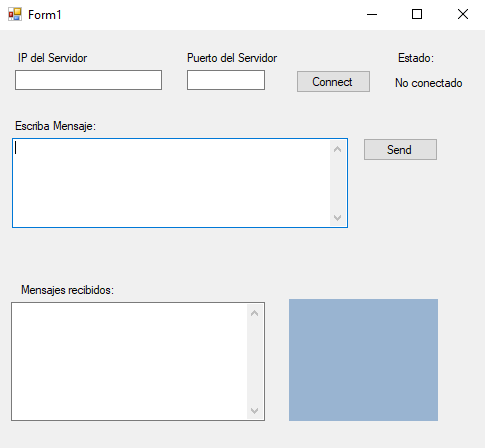 Form1
IP del Servidor
Puerto del Servidor
Estado:
Connect
No conectado
Escriba Mensaje:
Send
Mensajes recibidos: